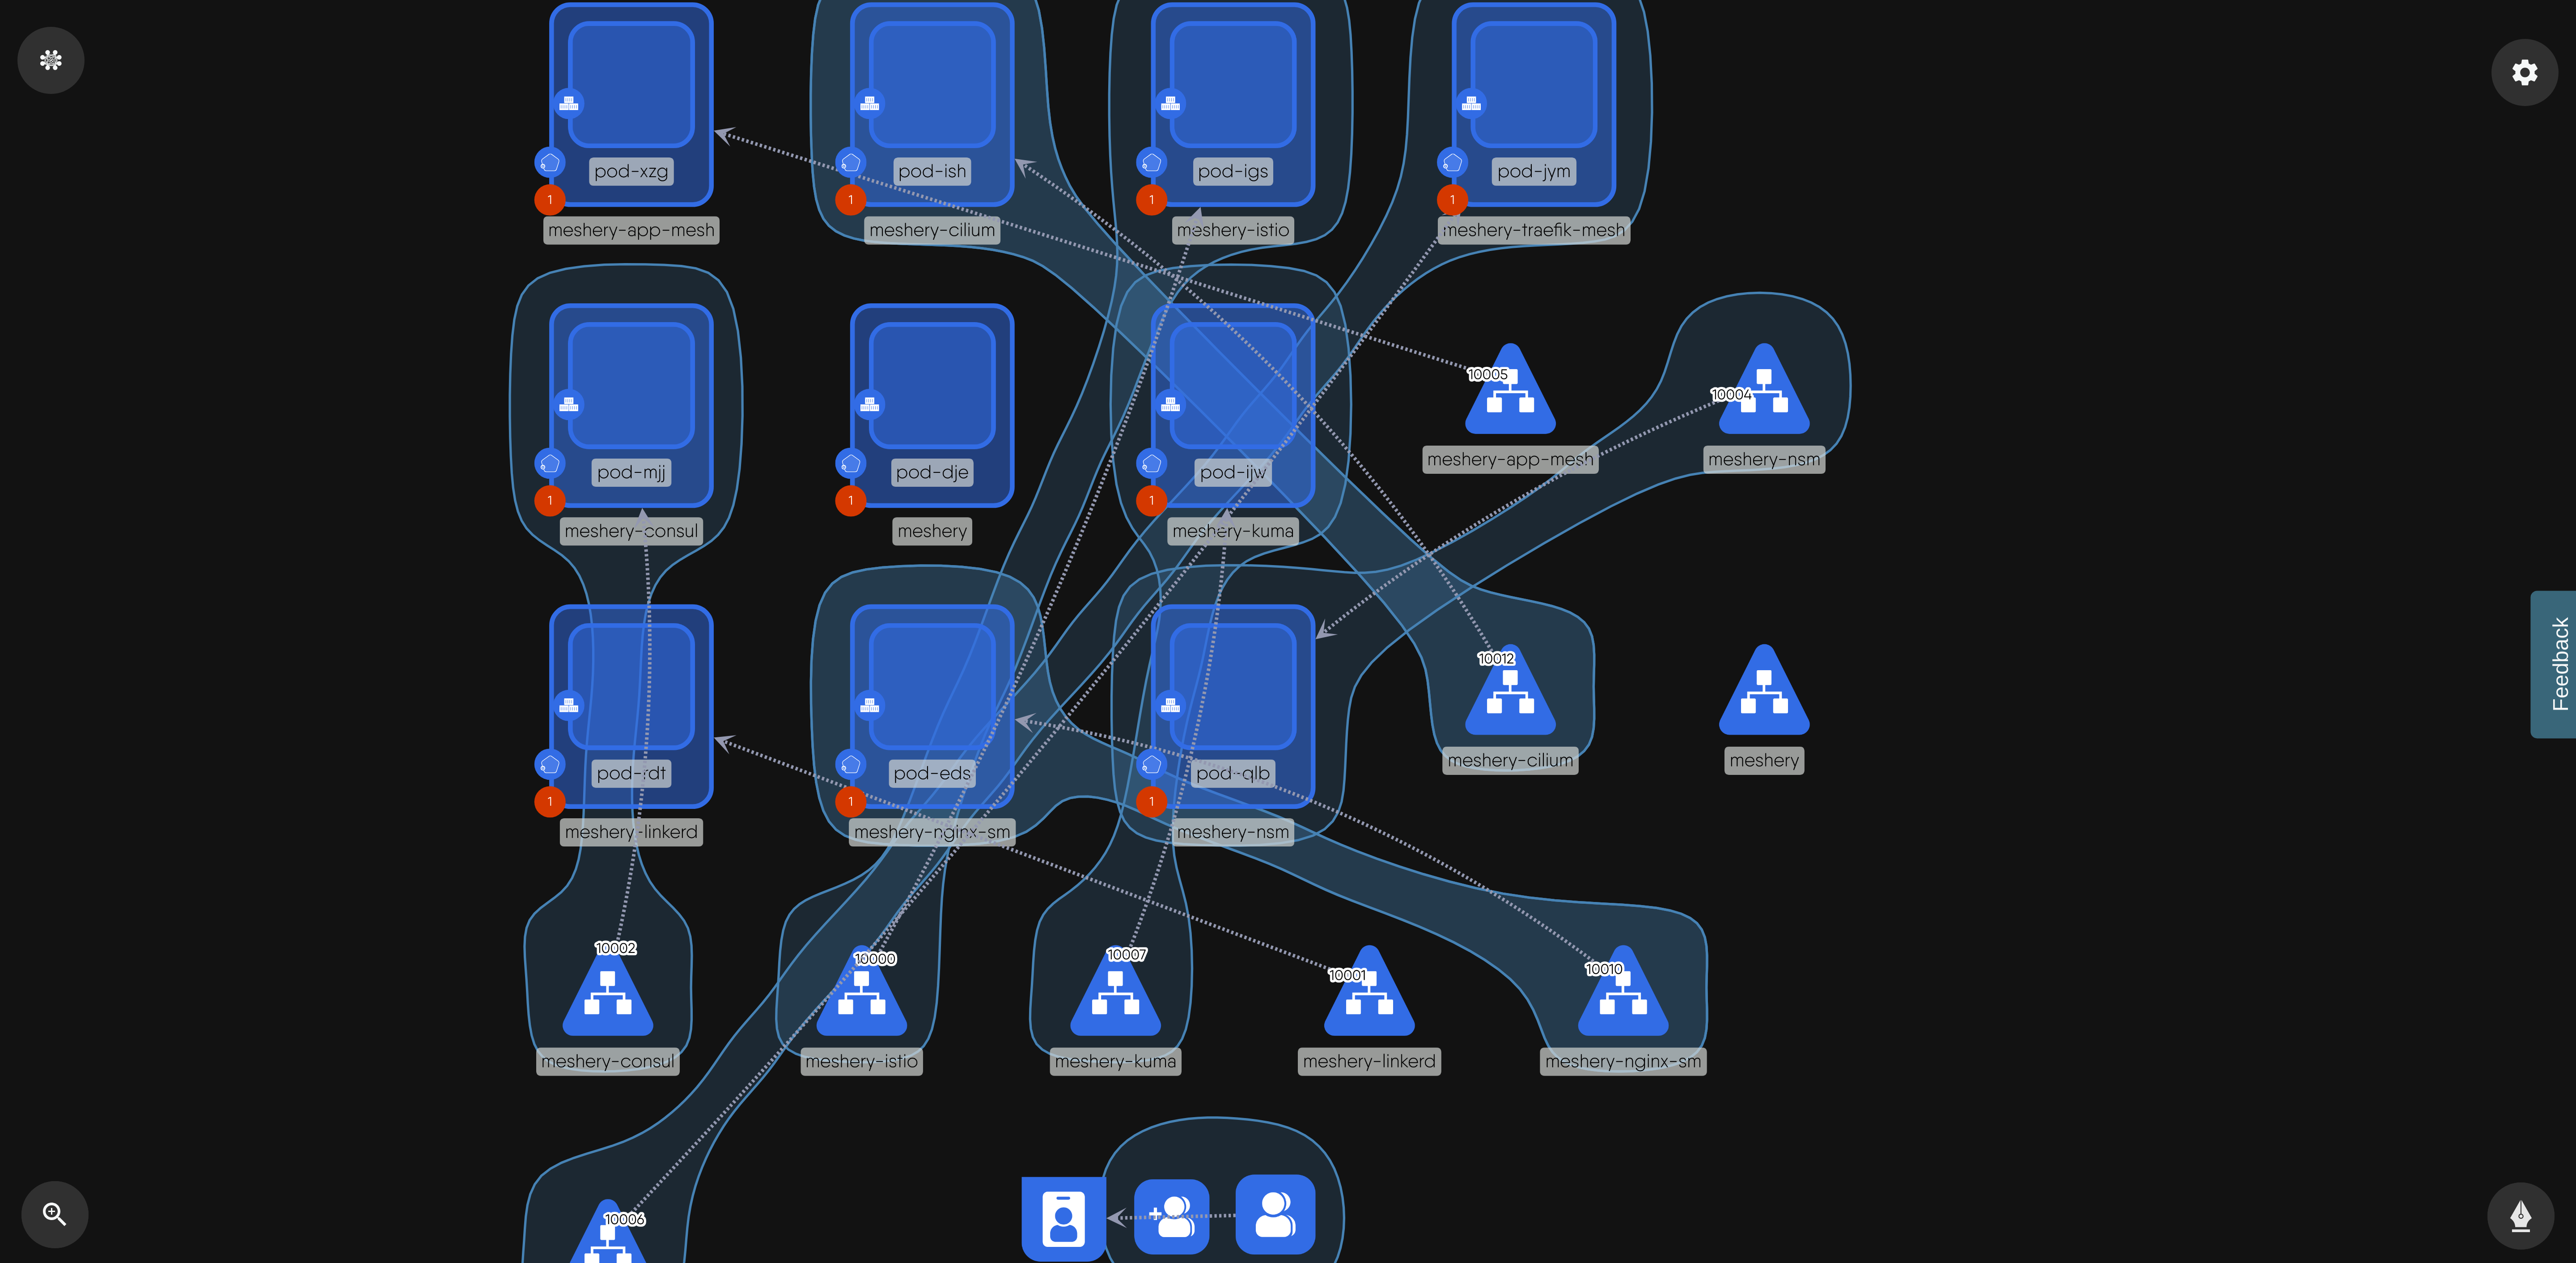 pod-xzg
pod-ish
pod-igs
pod-jym
1
1
1
1
meshery-app-mesh
meshery-cilium
meshery-istio
meshery-traefik-mesh
10005
10004
meshery-app-mesh
meshery-nsm
pod-mjj
pod-dje
pod-ijw
1
1
1
meshery-consul
meshery
meshery-kuma
Feedback
10012
meshery-cilium
meshery
pod-rdt
pod-eds
pod-qlb
1
1
1
meshery-linkerd
meshery-nginx-sm
meshery-nsm
10002
10000
10007
10001
10010
meshery-consul
meshery-istio
meshery-kuma
meshery-linkerd
meshery-nginx-sm
10006